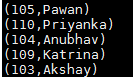 (105,Pawan)
(110,Priyanka)
(104,Anubhav)
(109,Katrina)
(103,Akshay)